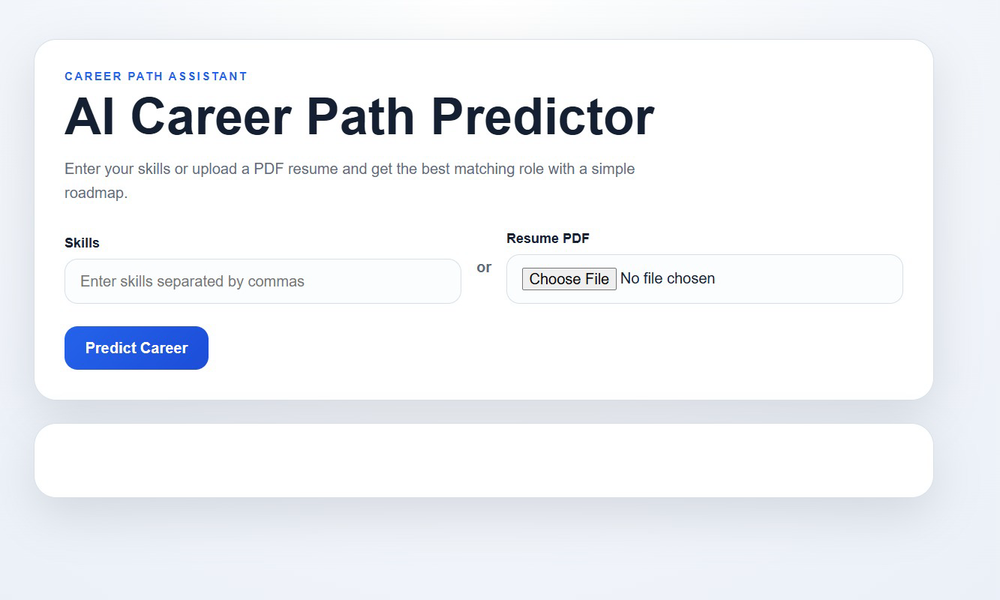 CAREER PATH ASSISTANT
AI Career Path Predictor
Enter your skills or upload a PDF resume and get the best matching role with a simple
roadmap.
Skills
Enter skills separated by commas
or
Resume PDF
Choose File No file chosen
Predict Career